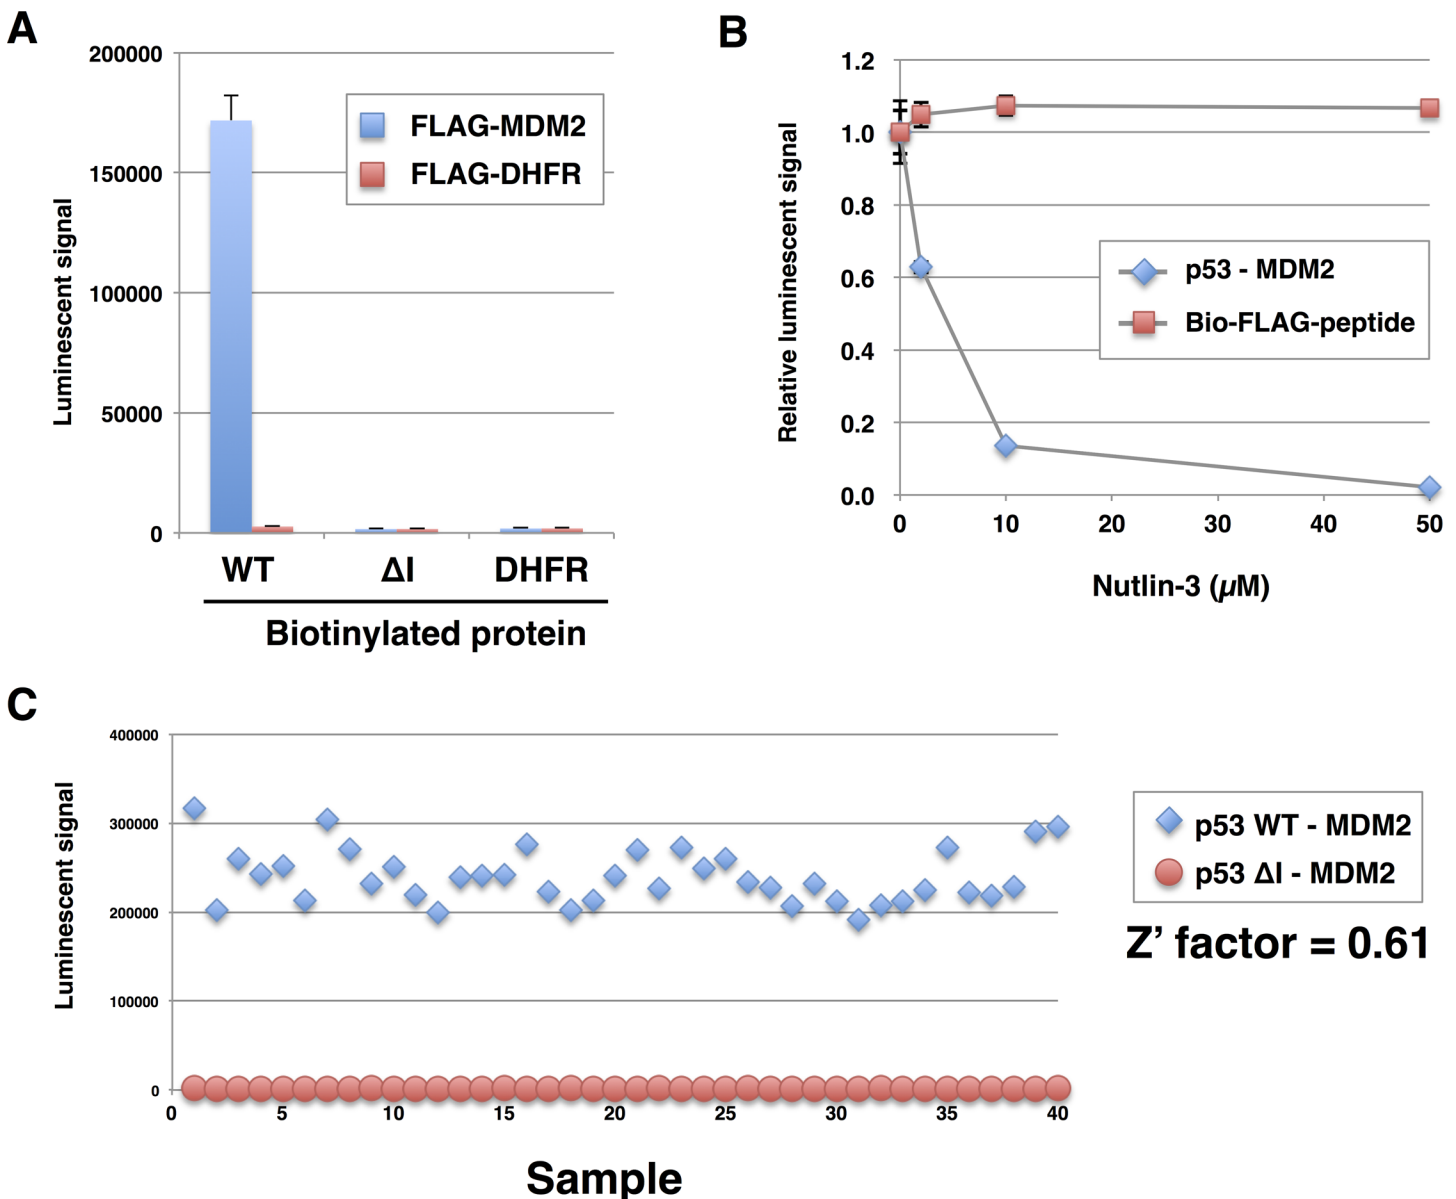 A
200000
150000
100000
50000
0
Luminescent signal
FLAG-MDM2
FLAG-DHFR
WT
ΔI
DHFR
Biotinylated protein
B
1.2
1.0
0.8
0.6
0.4
0.2
0.0
Relative luminescent signal
p53 - MDM2
Bio-FLAG-peptide
0 10 20 30 40 50
Nutlin-3 (µM)
C
400000
300000
200000
100000
0
Luminescent signal
0 5 10 15 20 25 30 35 40
Sample
p53 WT - MDM2
p53 ΔI - MDM2
Z’ factor = 0.61